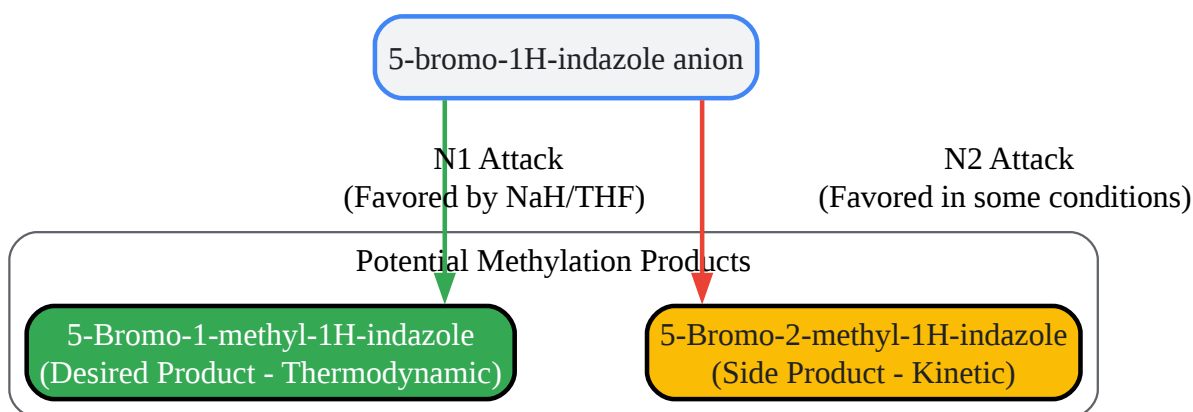 5-bromo-1H-indazole anion
N1 Attack
(Favored by NaH/THF)
N2 Attack
(Favored in some conditions)
Potential Methylation Products
5-Bromo-1-methyl-1H-indazole
(Desired Product - Thermodynamic)
5-Bromo-2-methyl-1H-indazole
(Side Product - Kinetic)